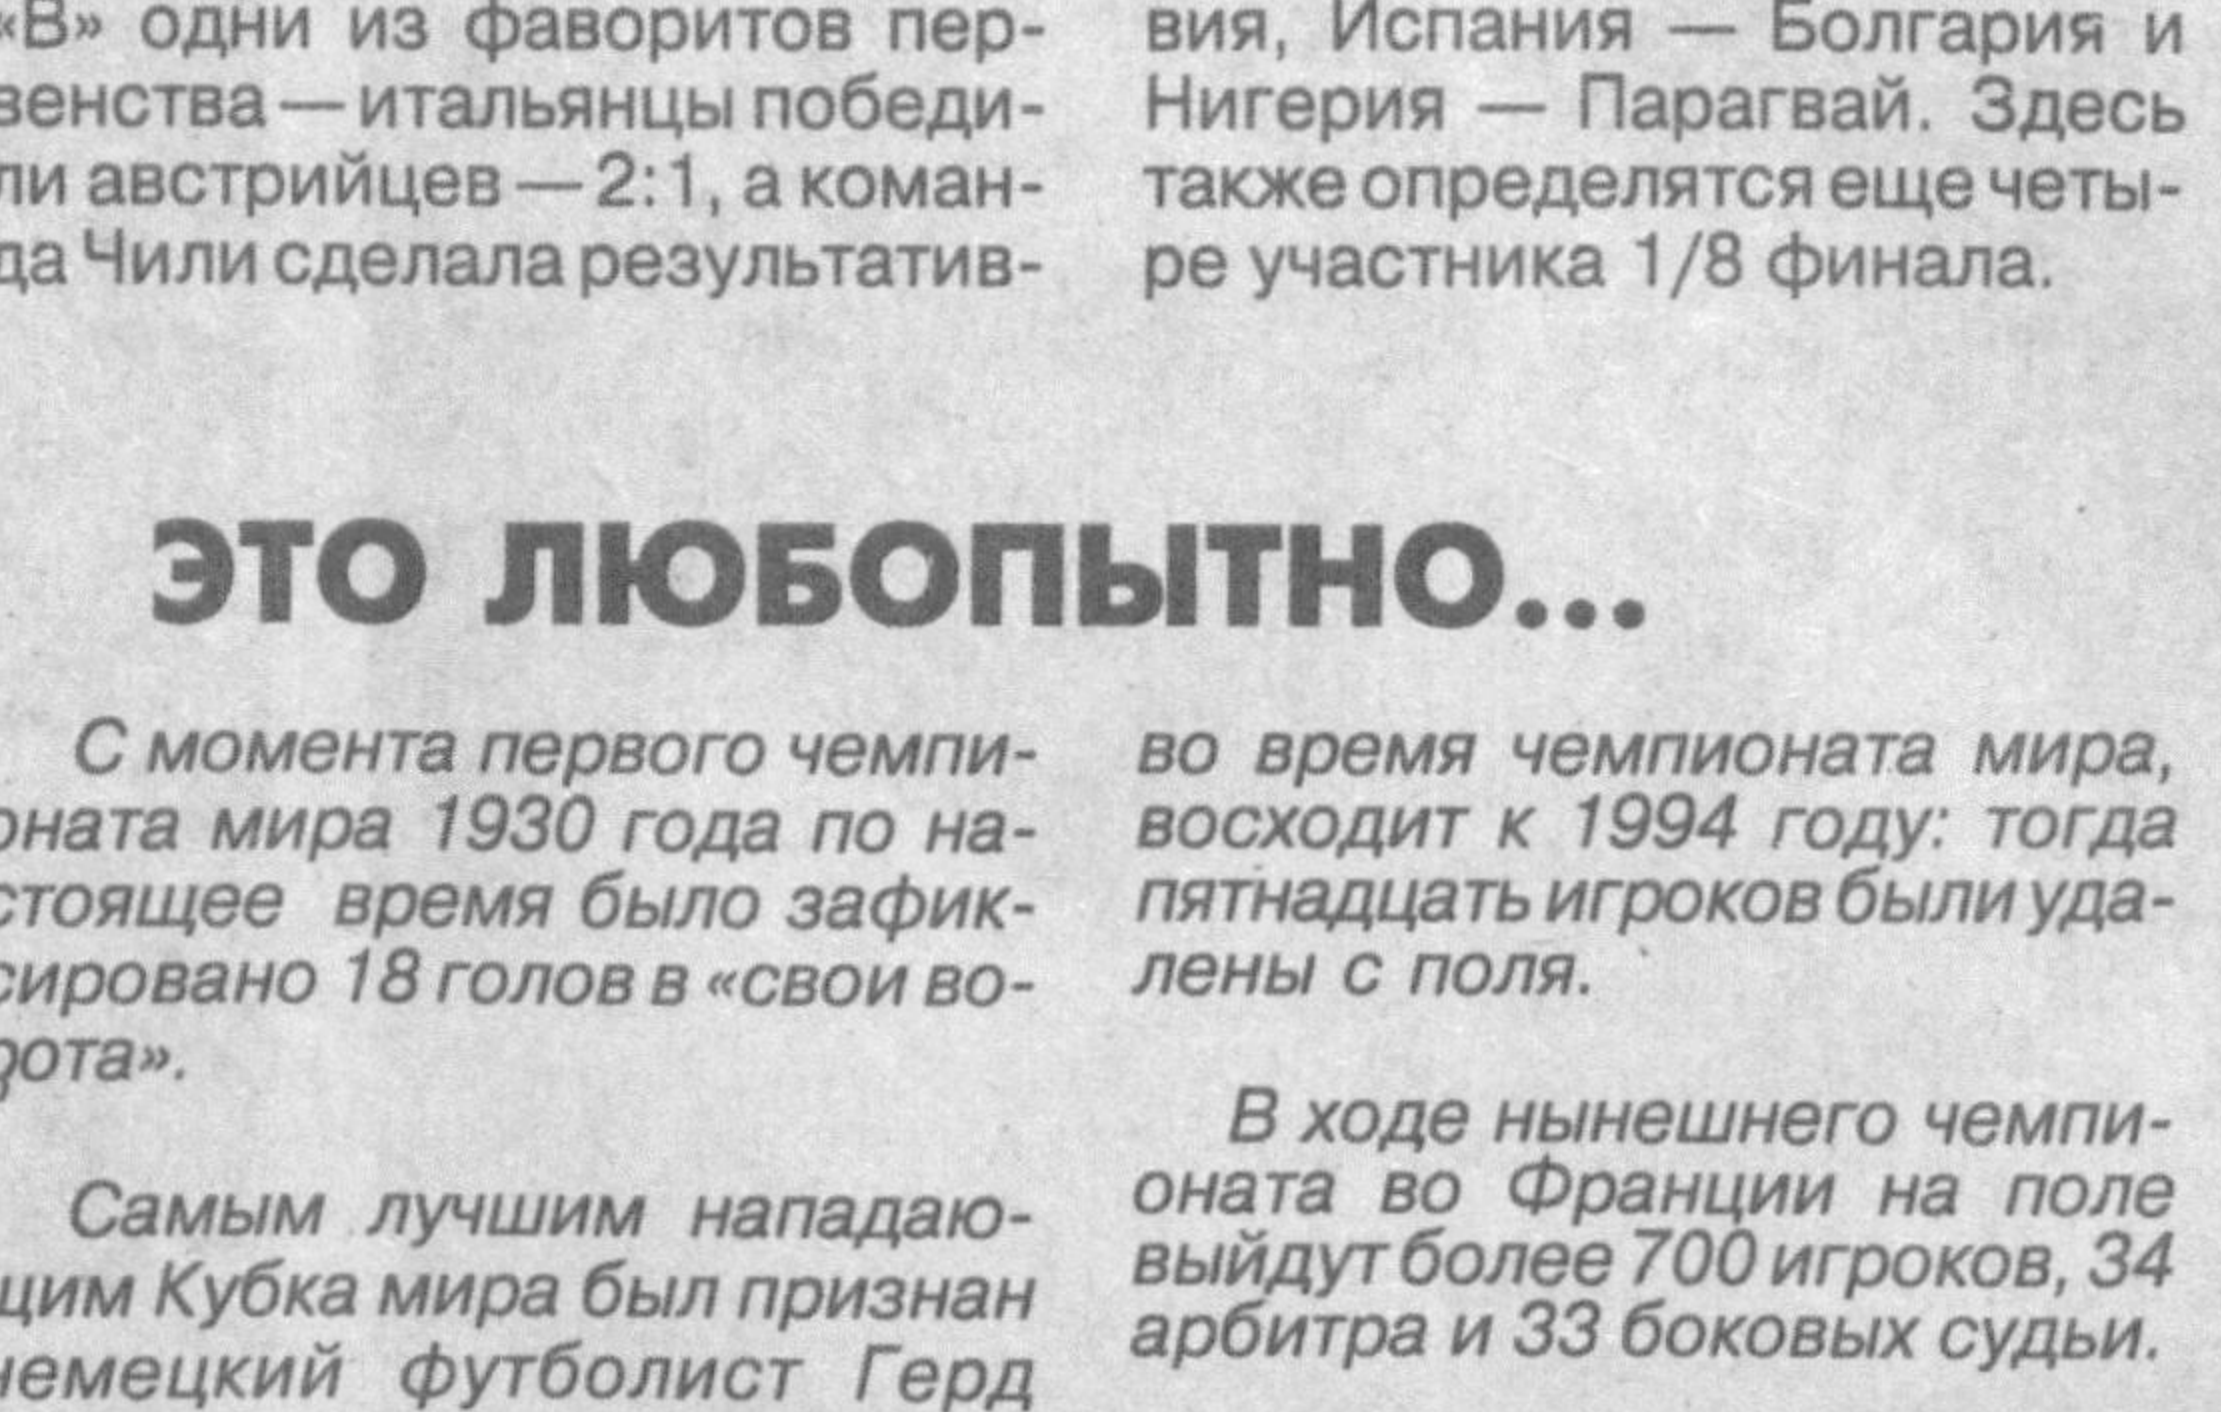 «В» одни из фаворитов пер-
венства — итальянцы победи-
ли австрийцев — 2:1, а коман-
да Чили сделала результатив-
вия, Испания — Болгария и
Нигерия — Парагвай. Здесь
также определятся еще четы-
ре участника 1/8 финала.
ЭТО ЛЮБОПЫТНО...
С момента первого чемпи-
оната мира 1930 года по на-
стоящее время было зафик-
сировано 18 голов в «свои во-
рота».
Самым лучшим нападаю-
щим Кубка мира был признан
немецкий футболист Герд
во время чемпионата мира,
восходит к 1994 году: тогда
пятнадцать игроков были уда-
лены с поля.
В ходе нынешнего чемпи-
оната во Франции на поле
выйдут более 700 игроков, 34
арбитра и 33 боковых судьи.